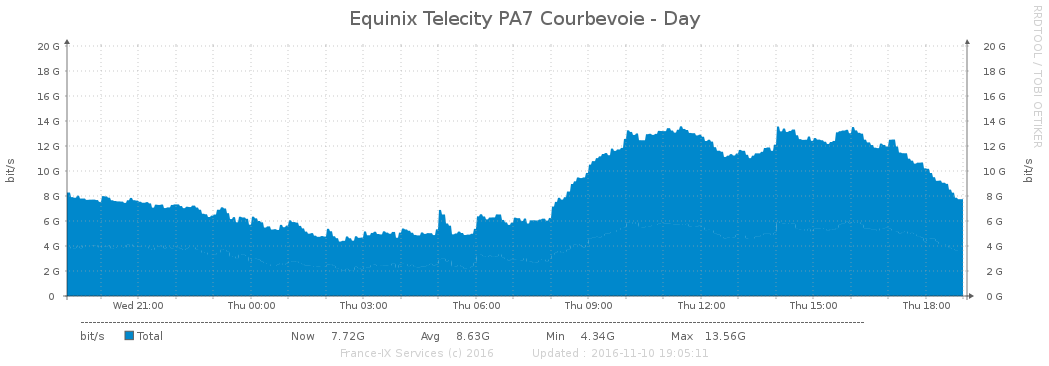 Equinix Telecity PA7 Courbevoie - Day
RRDTOOL / TOBI OETIKER
bit/s
20 G 20 G
18 G 18 G
16 G 16 G
14 G 14 G
12 G 12 G
10 G 10 G
8 G 8 G
6 G 6 G
4 G 4 G
2 G 2 G
0 0 G
bit/s
Wed 21:00 Thu 00:00 Thu 03:00 Thu 06:00 Thu 09:00 Thu 12:00 Thu 15:00 Thu 18:00
bit/s Total Now 7.72G Avg 8.63G Min 4.34G Max 13.56G
France-IX Services (c) 2016 Updated : 2016-11-10 19:05:11